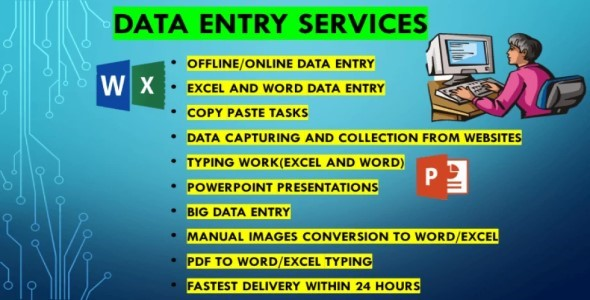 DATA ENTRY SERVICES
OFFLINE/ONLINE DATA ENTRY
EXCEL AND WORD DATA ENTRY
W X
COPY PASTE TASKS
DATA CAPTURING AND COLLECTION FROM WEBSITES
TYPING WORK(EXCEL AND WORD)
P
POWERPOINT PRESENTATIONS
BIG DATA ENTRY
MANUAL IMAGES CONVERSION TO WORD/EXCEL
PDF TO WORD/EXCEL TYPING
FASTEST DELIVERY WITHIN 24 HOURS